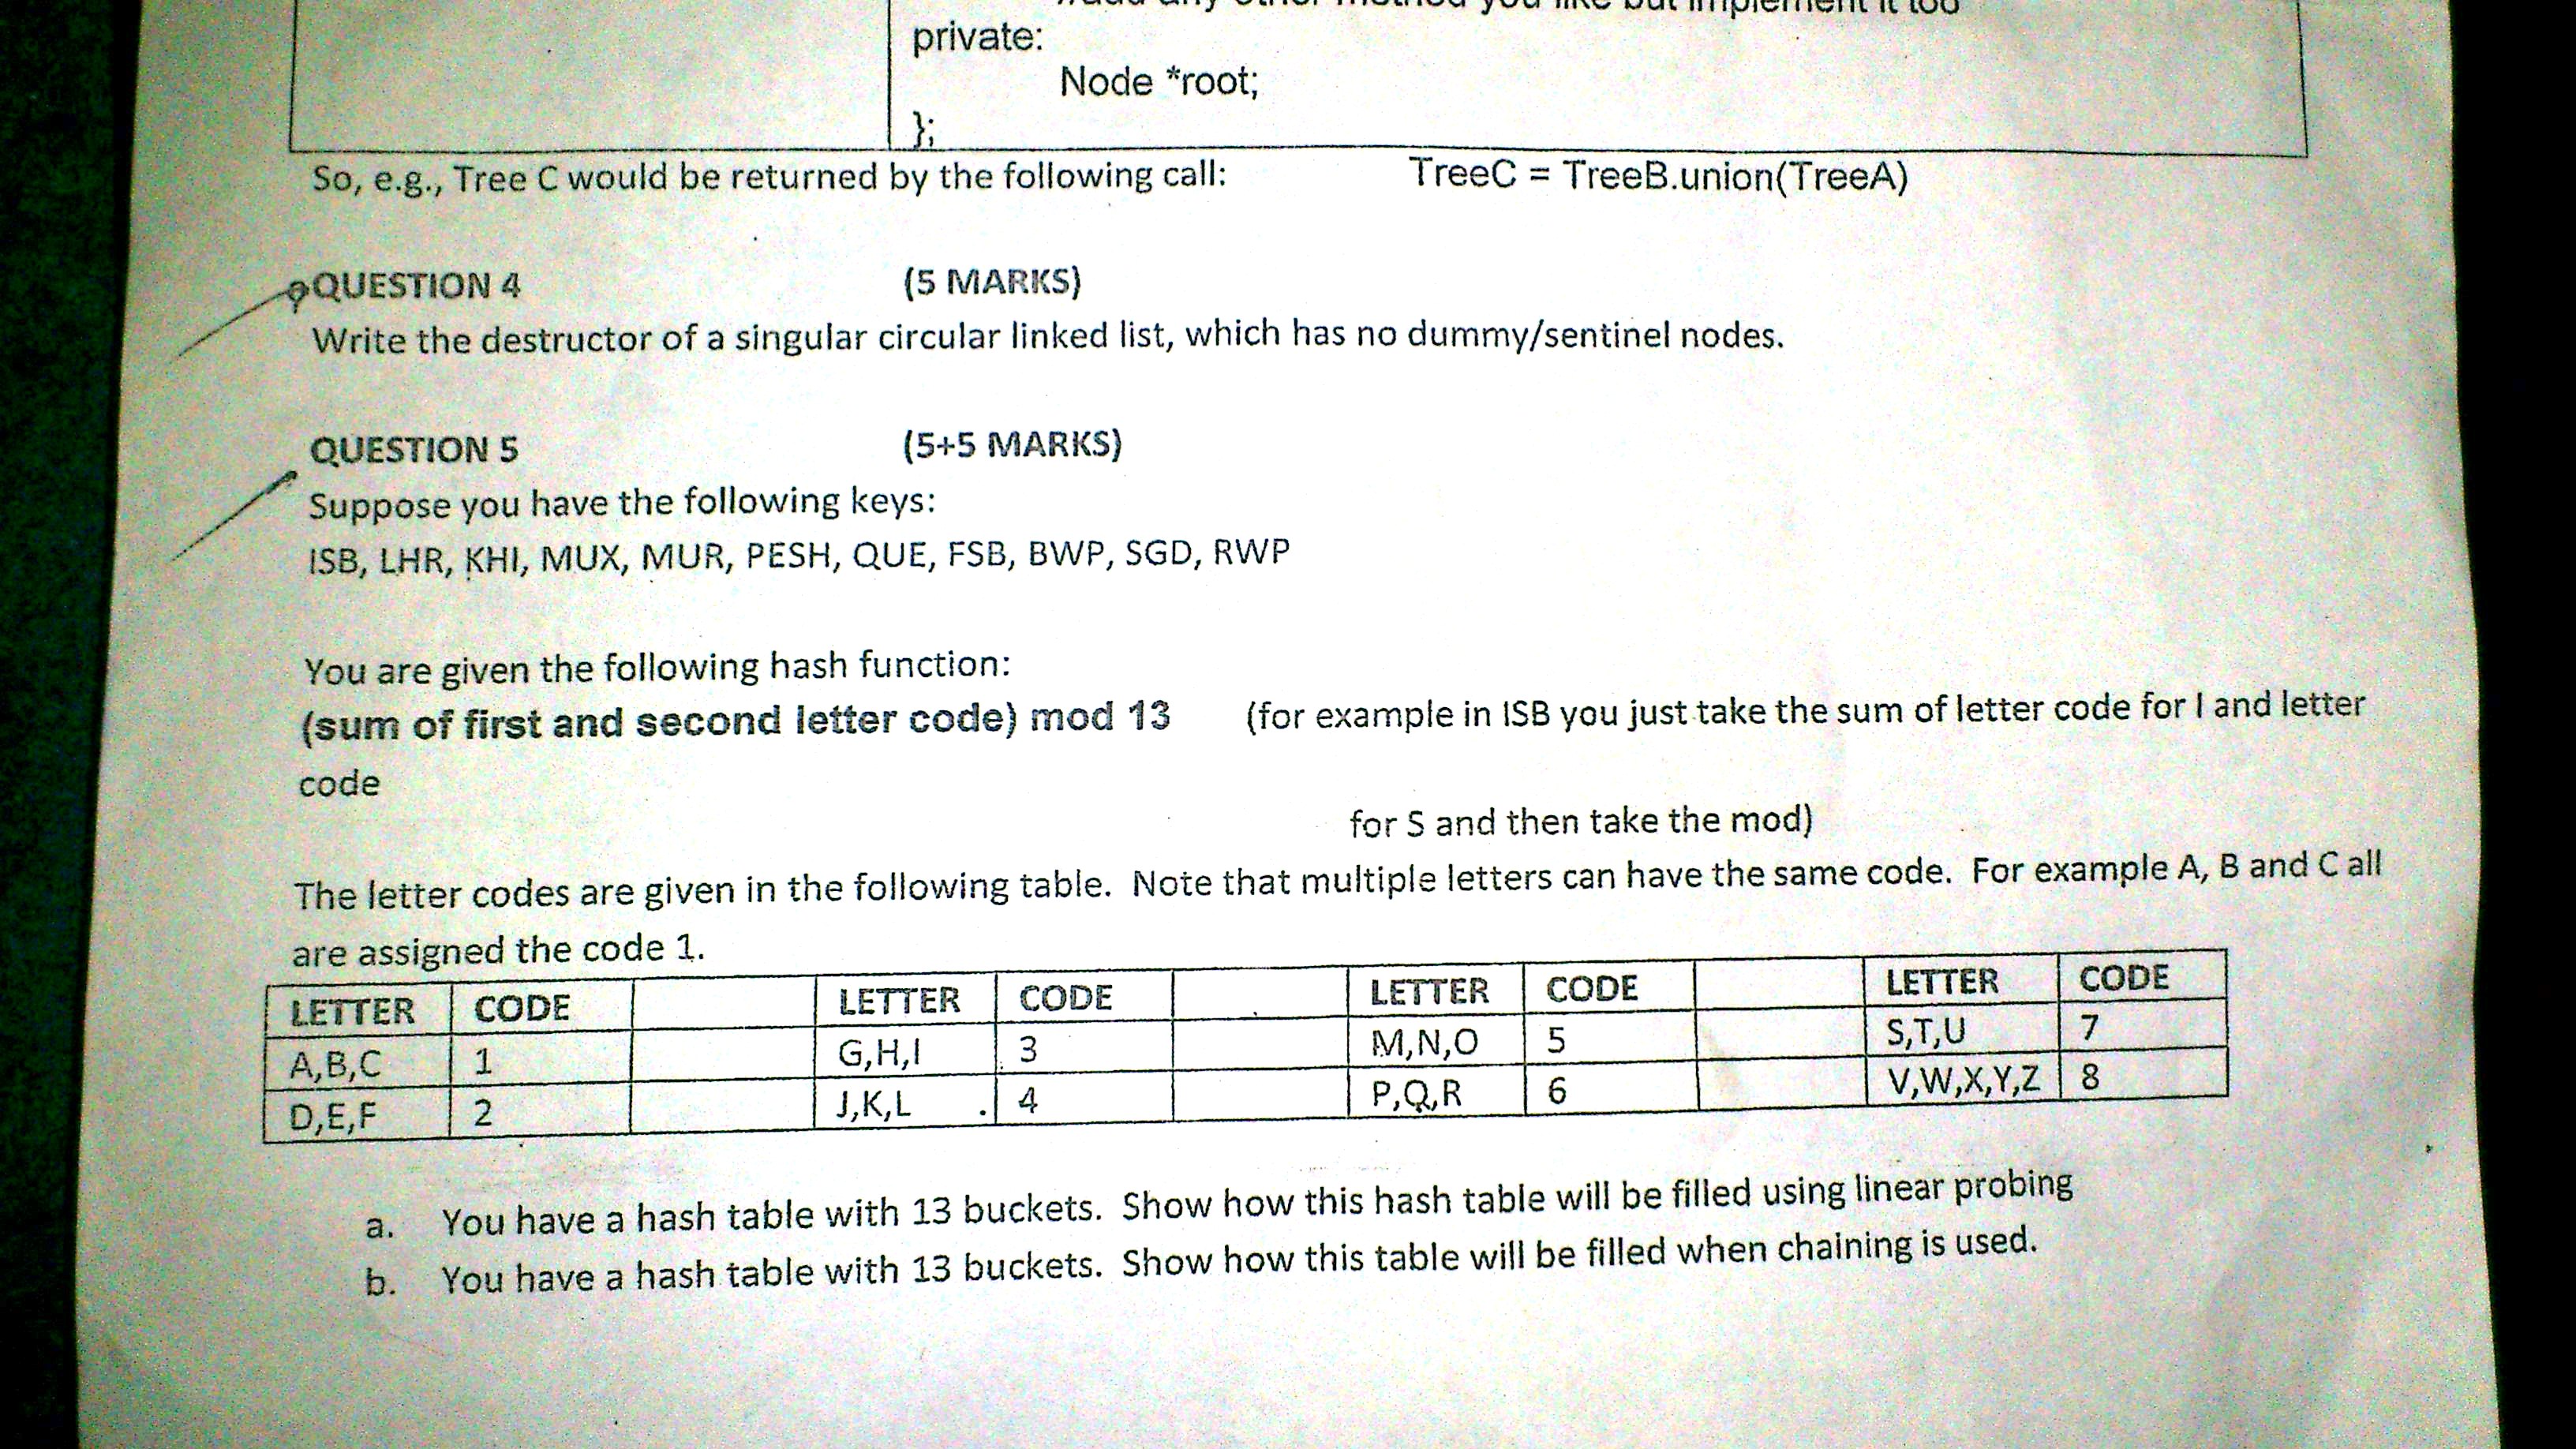 any other method you like but implement it too
private:
Node *root;
};
So, e.g., Tree C would be returned by the following call: TreeC = TreeB.union(TreeA)
QUESTION 4 (5 MARKS)
Write the destructor of a singular circular linked list, which has no dummy/sentinel nodes.
QUESTION 5 (5+5 MARKS)
Suppose you have the following keys:
ISB, LHR, KHI, MUX, MUR, PESH, QUE, FSB, BWP, SGD, RWP
You are given the following hash function:
(sum of first and second letter code) mod 13 (for example in ISB you just take the sum of letter code for I and letter
code
for S and then take the mod)
The letter codes are given in the following table. Note that multiple letters can have the same code. For example A, B and C all
are assigned the code 1.
LETTER CODE LETTER CODE LETTER CODE LETTER CODE
A,B,C 1 G,H,I 3 M,N,O 5 S,T,U 7
D,E,F 2 J,K,L 4 P,Q,R 6 V,W,X,Y,Z 8
a. You have a hash table with 13 buckets. Show how this hash table will be filled using linear probing
b. You have a hash table with 13 buckets. Show how this table will be filled when chaining is used.